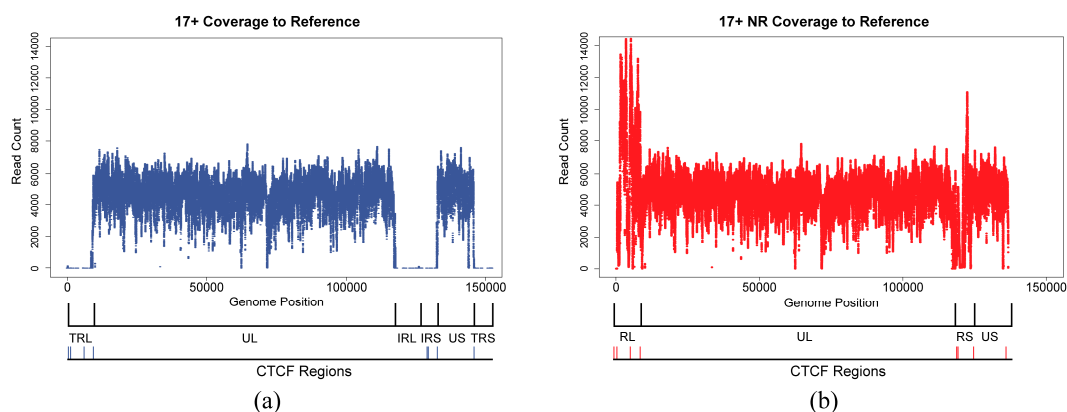 17+ Coverage to Reference
14000
12000
10000
8000
6000
4000
2000
0
Read Count
0 50000 100000 150000
Genome Position
TRL UL IRL IRS US TRS
CTCF Regions
(a)
17+ NR Coverage to Reference
14000
12000
10000
8000
6000
4000
2000
0
Read Count
0 50000 100000 150000
Genome Position
RL UL RS US
CTCF Regions
(b)